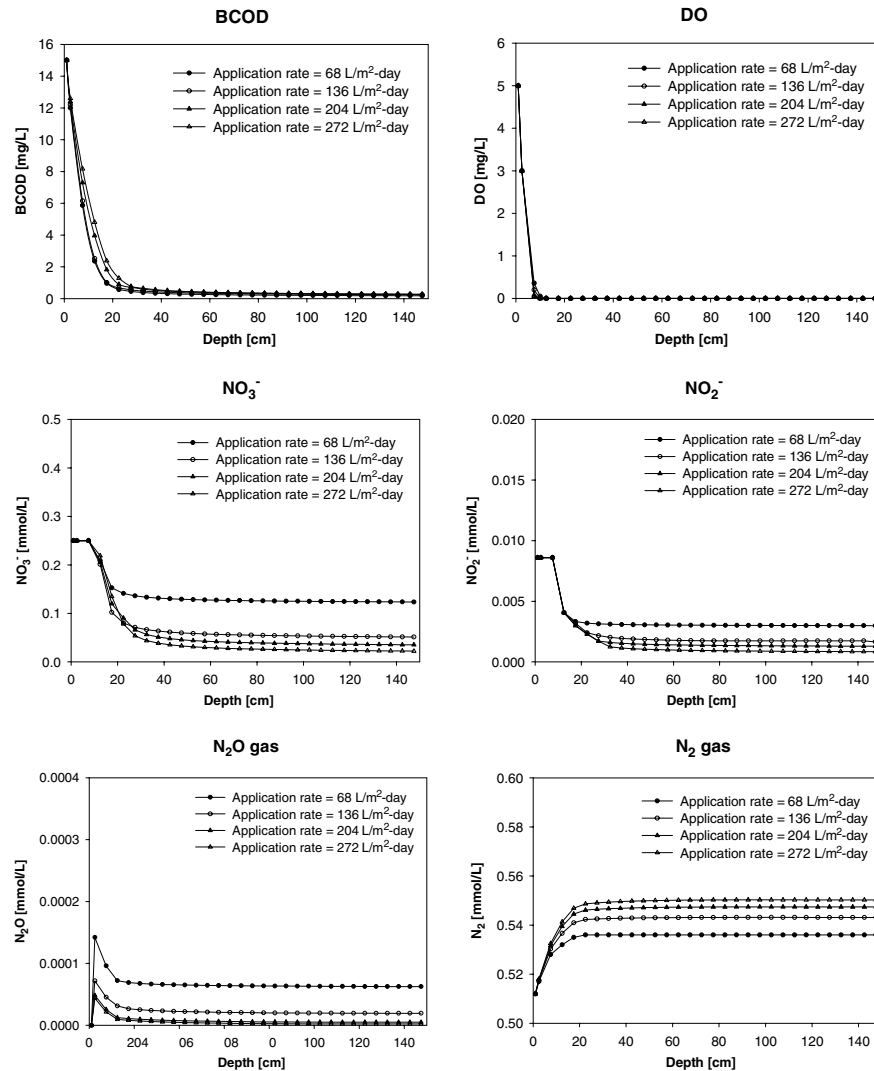 BCOD
BCOD [mg/L]
16
14
12
10
8
6
4
2
0
Application rate = 68 L/m²-day
Application rate = 136 L/m²-day
Application rate = 204 L/m²-day
Application rate = 272 L/m²-day
0 20 40 60 80 100 120 140
Depth [cm]
DO
DO [mg/L]
6
5
4
3
2
1
0
Application rate = 68 L/m²-day
Application rate = 136 L/m²-day
Application rate = 204 L/m²-day
Application rate = 272 L/m²-day
0 20 40 60 80 100 120 140
Depth [cm]
NO₃⁻
NO₃⁻ [mmol/L]
0.5
0.4
0.3
0.2
0.1
0.0
Application rate = 68 L/m²-day
Application rate = 136 L/m²-day
Application rate = 204 L/m²-day
Application rate = 272 L/m²-day
0 20 40 60 80 100 120 140
Depth [cm]
NO₂⁻
NO₂⁻ [mmol/L]
0.020
0.015
0.010
0.005
0.000
Application rate = 68 L/m²-day
Application rate = 136 L/m²-day
Application rate = 204 L/m²-day
Application rate = 272 L/m²-day
0 20 40 60 80 100 120 140
Depth [cm]
N₂O gas
N₂O [mmol/L]
0.0004
0.0003
0.0002
0.0001
0.0000
Application rate = 68 L/m²-day
Application rate = 136 L/m²-day
Application rate = 204 L/m²-day
Application rate = 272 L/m²-day
0 204 06 08 0 100 120 140
Depth [cm]
N₂ gas
N₂ [mmol/L]
0.60
0.58
0.56
0.54
0.52
0.50
Application rate = 68 L/m²-day
Application rate = 136 L/m²-day
Application rate = 204 L/m²-day
Application rate = 272 L/m²-day
0 20 40 60 80 100 120 140
Depth [cm]